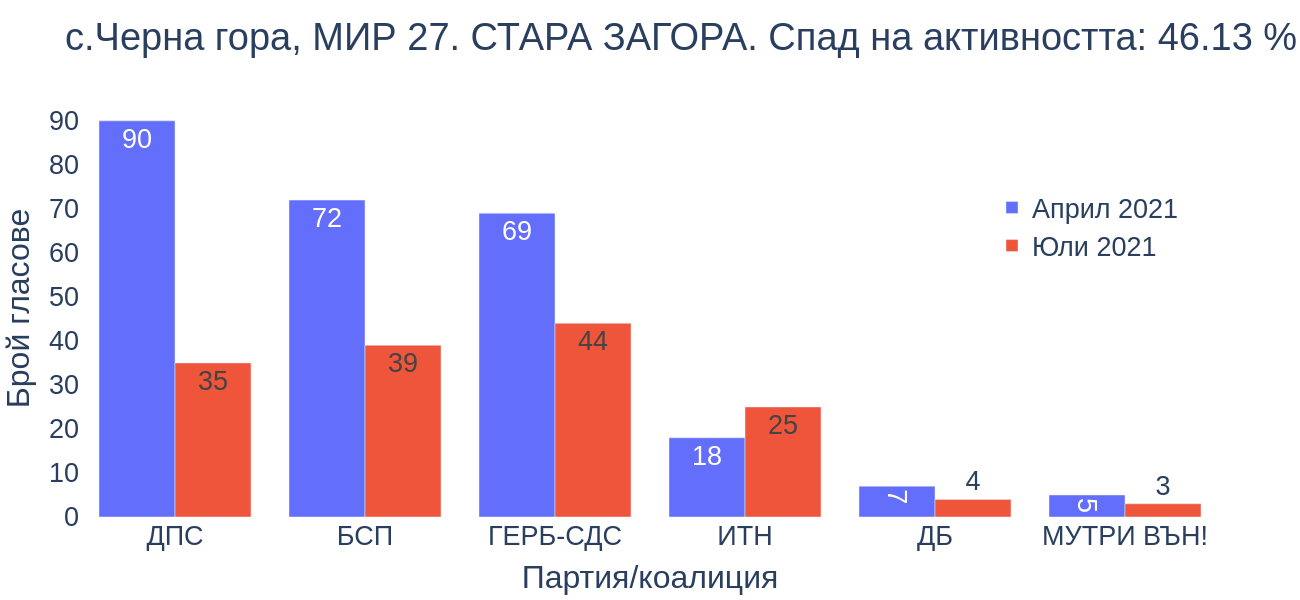 с.Черна гора, МИР 27. СТАРА ЗАГОРА. Спад на активността: 46.13 %
Брой гласове
90
80
70
60
50
40
30
20
10
0
90
35
72
39
69
44
18
25
7
4
5
3
Април 2021
Юли 2021
ДПС
БСП
ГЕРБ-СДС
ИТН
ДБ
МУТРИ ВЪН!
Партия/коалиция